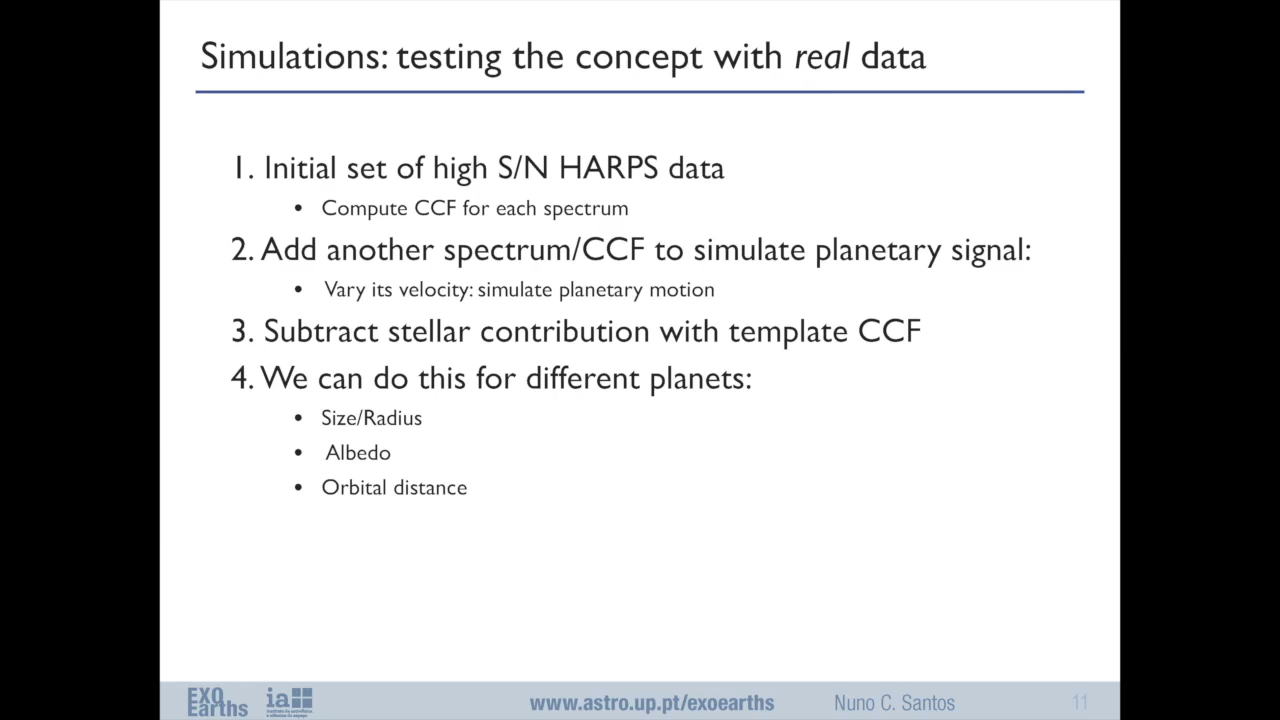 Simulations: testing the concept with real data
1. Initial set of high S/N HARPS data
• Compute CCF for each spectrum
2. Add another spectrum/CCF to simulate planetary signal:
• Vary its velocity: simulate planetary motion
3. Subtract stellar contribution with template CCF
4. We can do this for different planets:
• Size/Radius
• Albedo
• Orbital distance
EXO
Earths
ia
www.astro.up.pt/exoearths
Nuno C. Santos
11